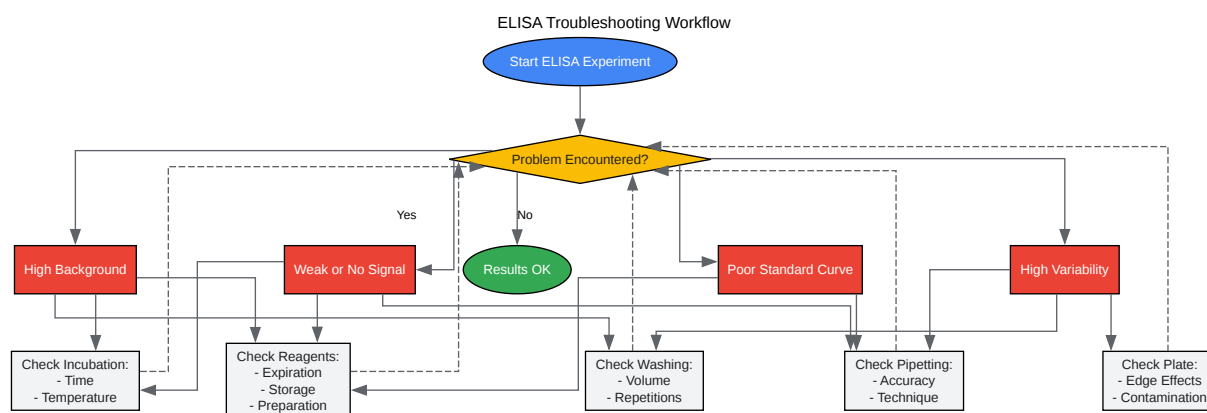 ELISA Troubleshooting Workflow
Start ELISA Experiment
Problem Encountered?
Yes
No
High Background
Weak or No Signal
Results OK
Poor Standard Curve
High Variability
Check Incubation:
- Time
- Temperature
Check Reagents:
- Expiration
- Storage
- Preparation
Check Washing:
- Volume
- Repetitions
Check Pipetting:
- Accuracy
- Technique
Check Plate:
- Edge Effects
- Contamination